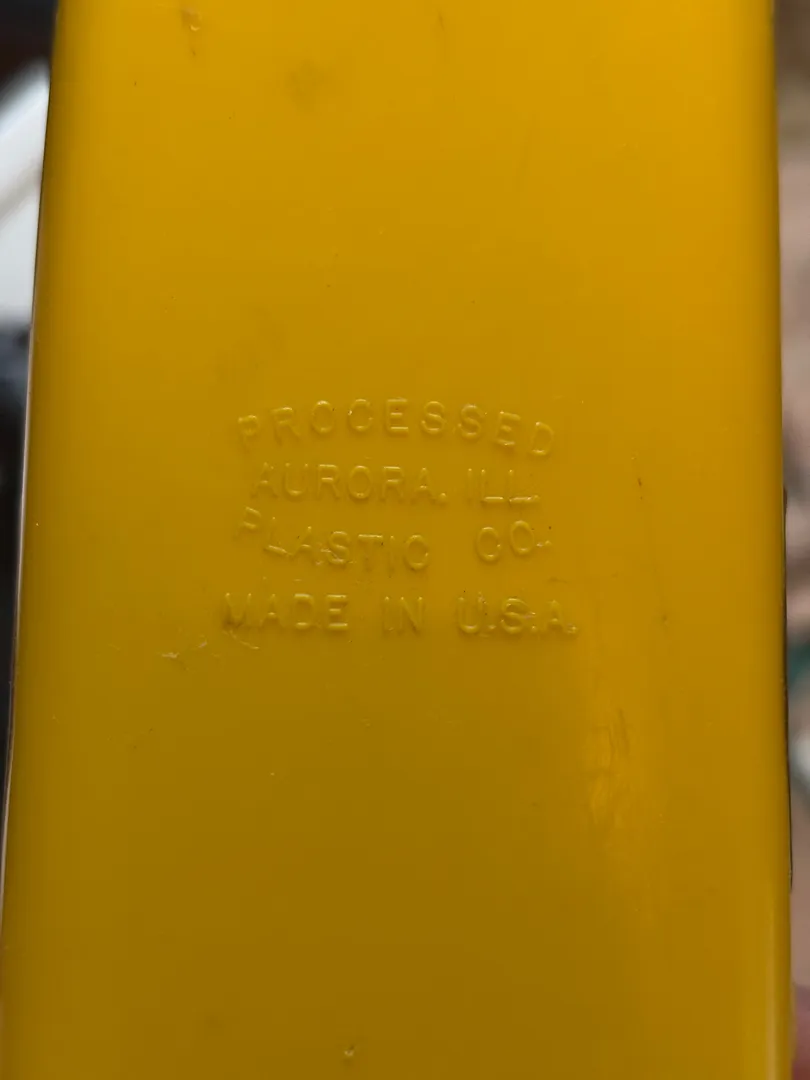 PROCESSED
AURORA, ILL.
PLASTIC CO.
MADE IN U.S.A.